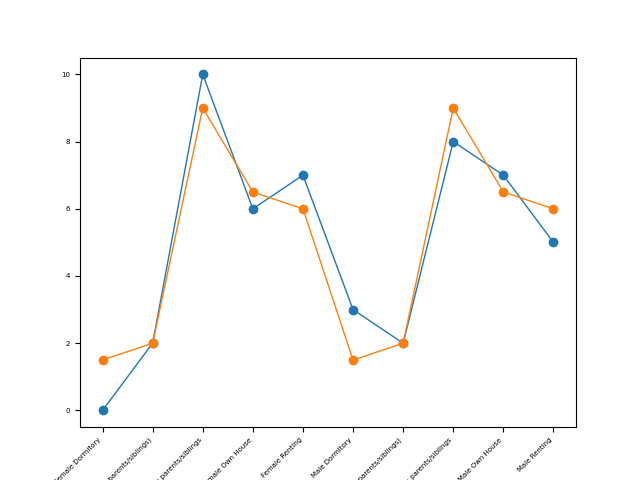 10
8
6
4
2
0
Female Dormitory
parents/siblings)
parents/siblings
Own House
Female Renting
Male Dormitory
parents/siblings)
parents/siblings
Male Own House
Male Renting